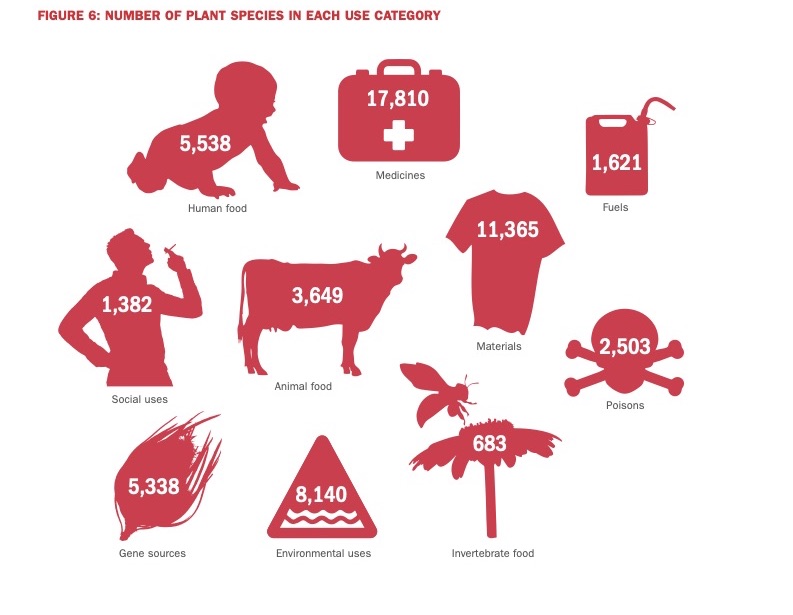 FIGURE 6: NUMBER OF PLANT SPECIES IN EACH USE CATEGORY
5,538
Human food
17,810
Medicines
1,621
Fuels
1,382
Social uses
3,649
Animal food
11,365
Materials
2,503
Poisons
5,338
Gene sources
8,140
Environmental uses
683
Invertebrate food